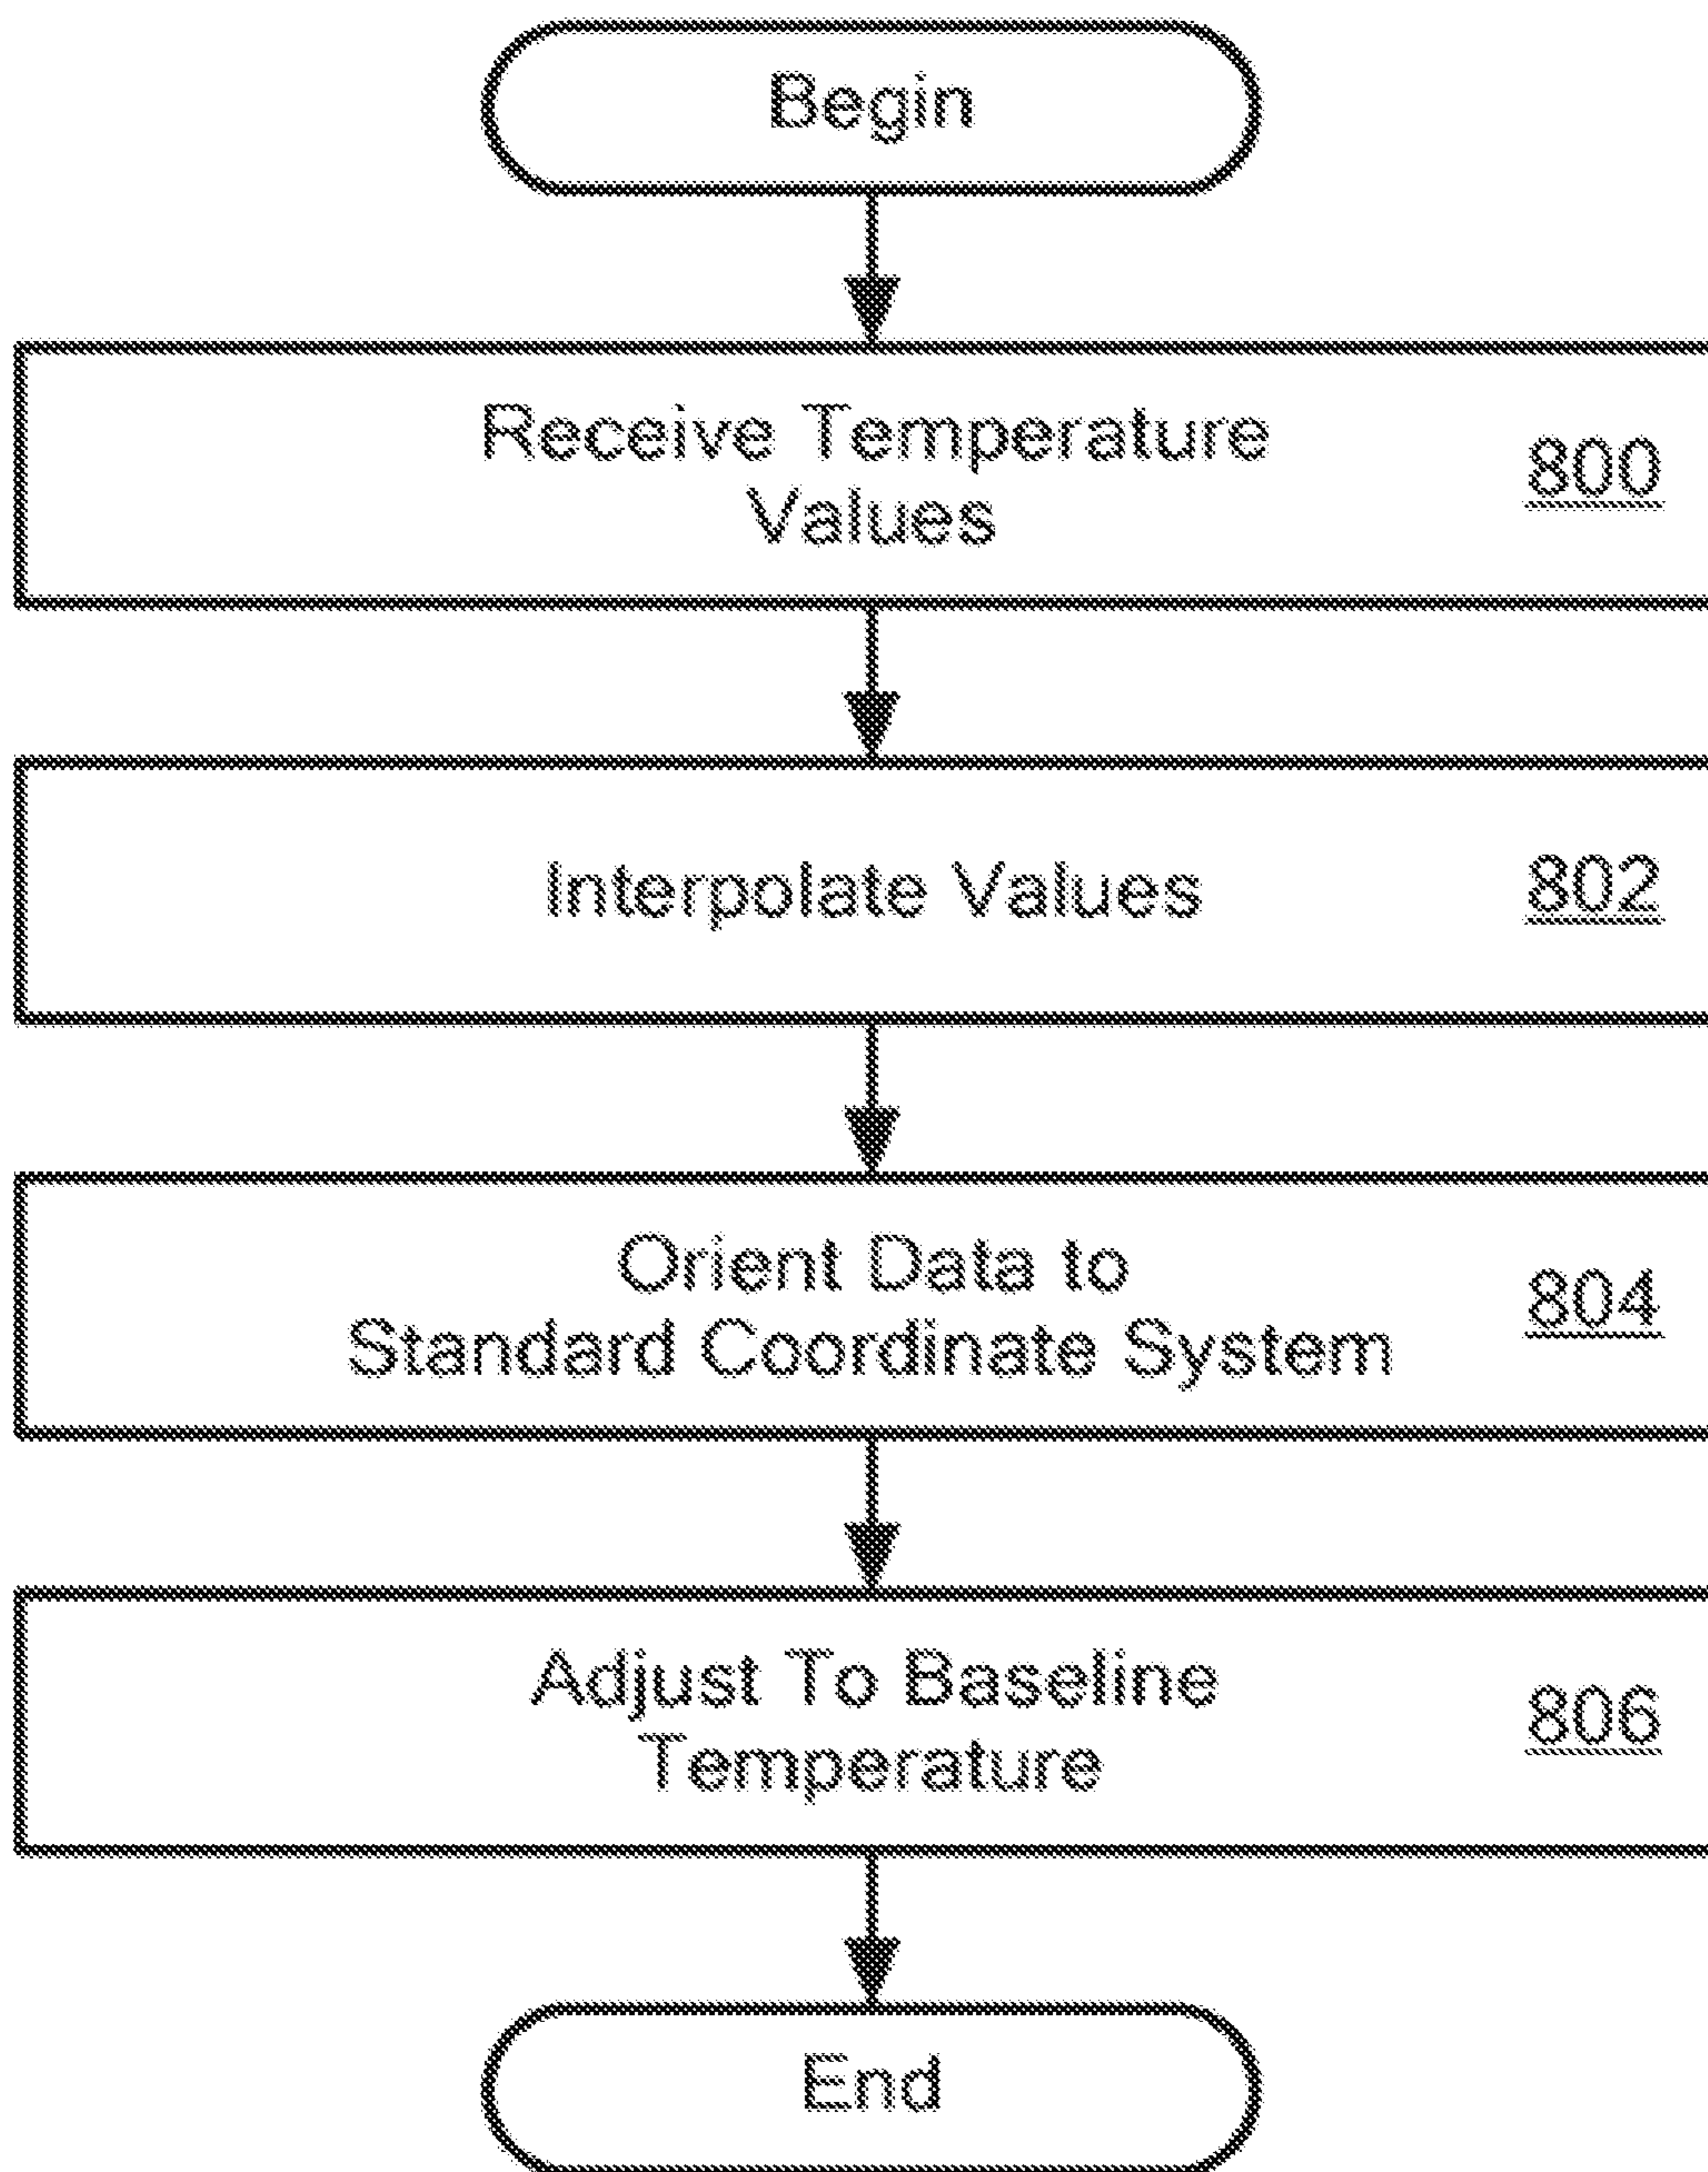 Begin
Receive Temperature
Values
800
Interpolate Values
802
Orient Data to
Standard Coordinate System
804
Adjust To Baseline
Temperature
806
End